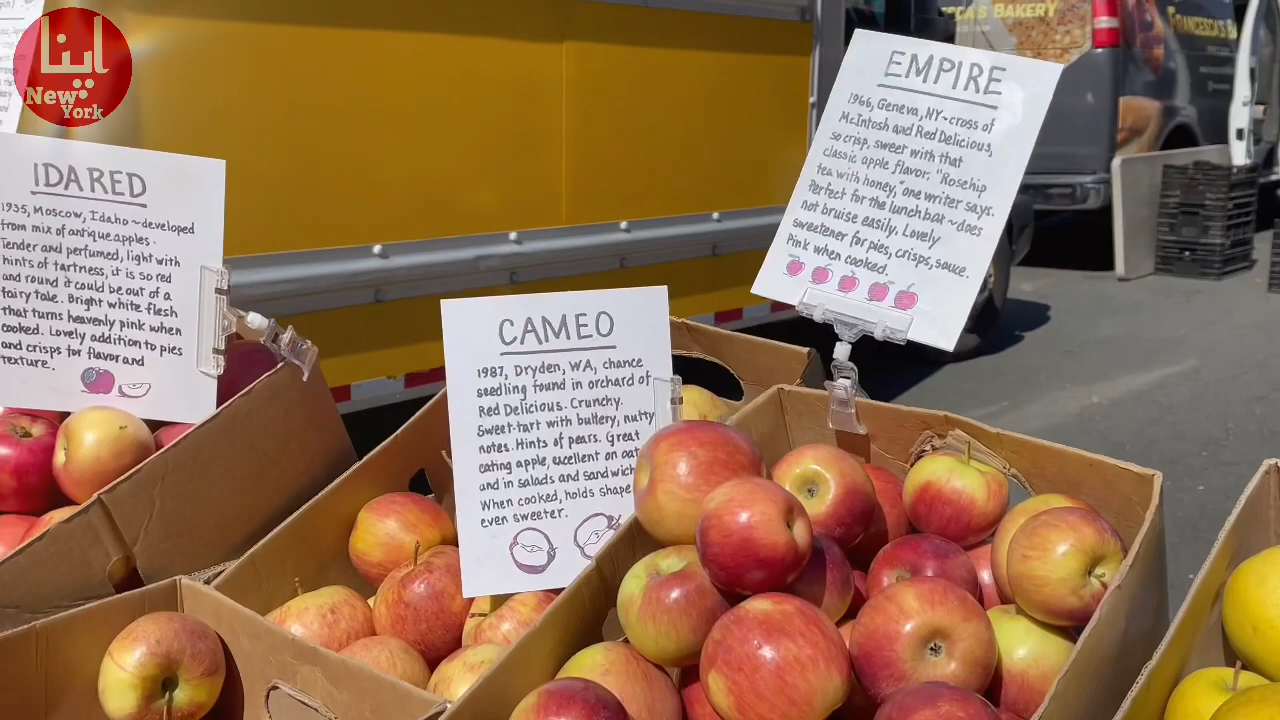 اینا
New
York
IDARED
1935, Moscow, Idaho~developed
from mix of antique apples.
Tender and perfumed, light with
hints of tartness, it is so red
and round it could be out of a
fairy tale. Bright white flesh
that turns heavenly pink when
cooked. Lovely addition to pies
and crisps for flavor and
texture.
CAMEO
1987, Dryden, WA, chance
seedling found in orchard of
Red Delicious. Crunchy.
Sweet-tart with buttery, nutty
notes. Hints of pears. Great
eating apple, excellent on oat
and in salads and sandwich
When cooked, holds shape
even sweeter.
EMPIRE
1966, Geneva, NY~cross of
McIntosh and Red Delicious,
so crisp, sweet with that
classic apple flavor. "Rosehip
tea with honey," one writer says.
Perfect for the lunch box~does
not bruise easily. Lovely
sweetener for pies, crisps, sauce.
Pink when cooked.
CA'S BAKERY
FRANCESCA'S BA